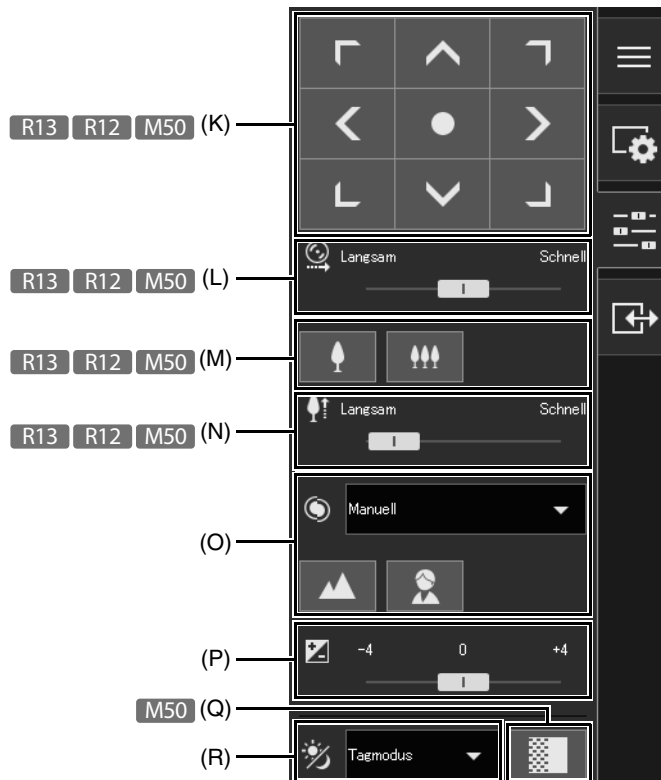 R13 R12 M50 (K)
R13 R12 M50 (L)
Langsam Schnell
R13 R12 M50 (M)
R13 R12 M50 (N)
Langsam Schnell
(O)
Manuell
(P)
-4 0 +4
M50 (Q)
(R)
Tagmodus